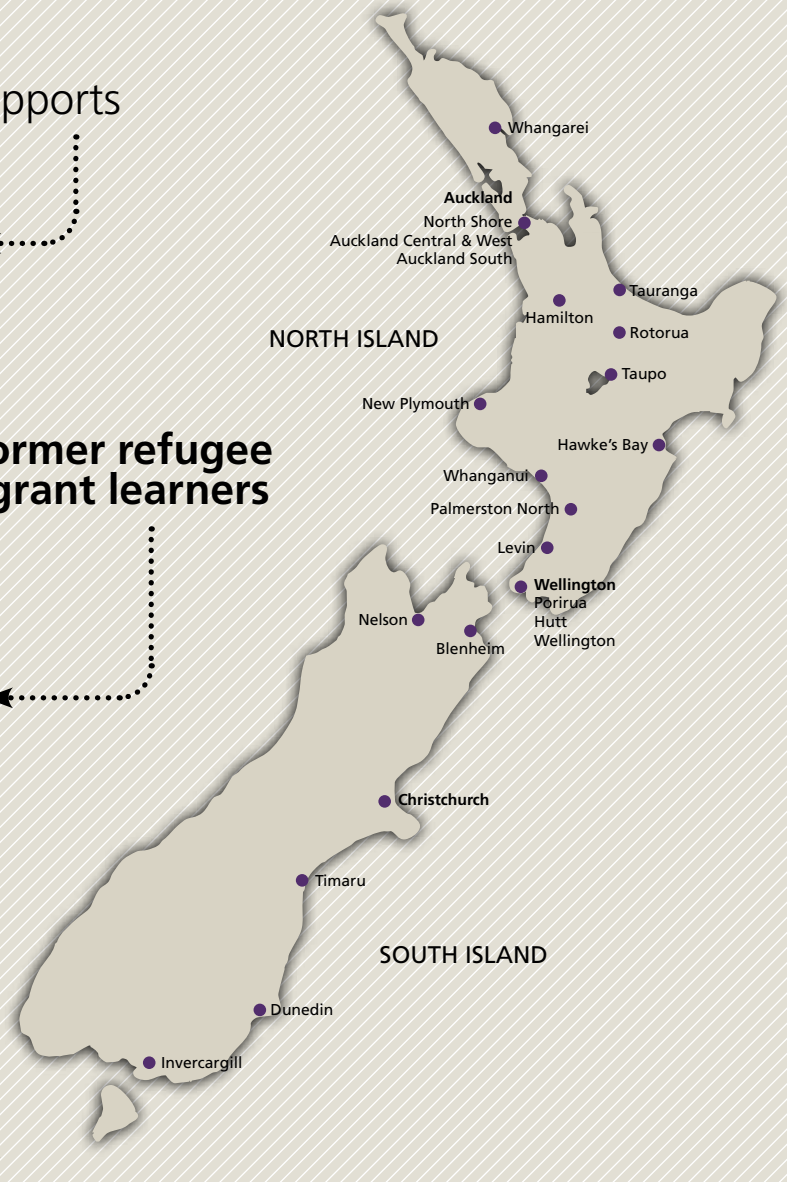 pports
Whangarei
Auckland
North Shore
Auckland Central & West
Auckland South
Tauranga
Hamilton
Rotorua
NORTH ISLAND
Taupo
New Plymouth
ormer refugee
grant learners
Hawke’s Bay
Whanganui
Palmerston North
Levin
Wellington
Porirua
Hutt
Wellington
Nelson
Blenheim
Christchurch
Timaru
SOUTH ISLAND
Dunedin
Invercargill